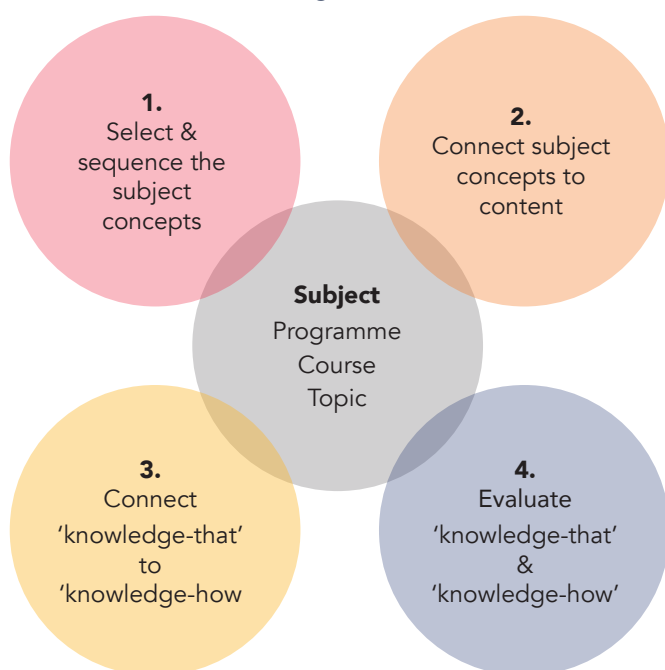 1.
Select &
sequence the
subject
concepts
2.
Connect subject
concepts to
content
Subject
Programme
Course
Topic
3.
Connect
‘knowledge-that’
to
‘knowledge-how
4.
Evaluate
‘knowledge-that’
&
‘knowledge-how’